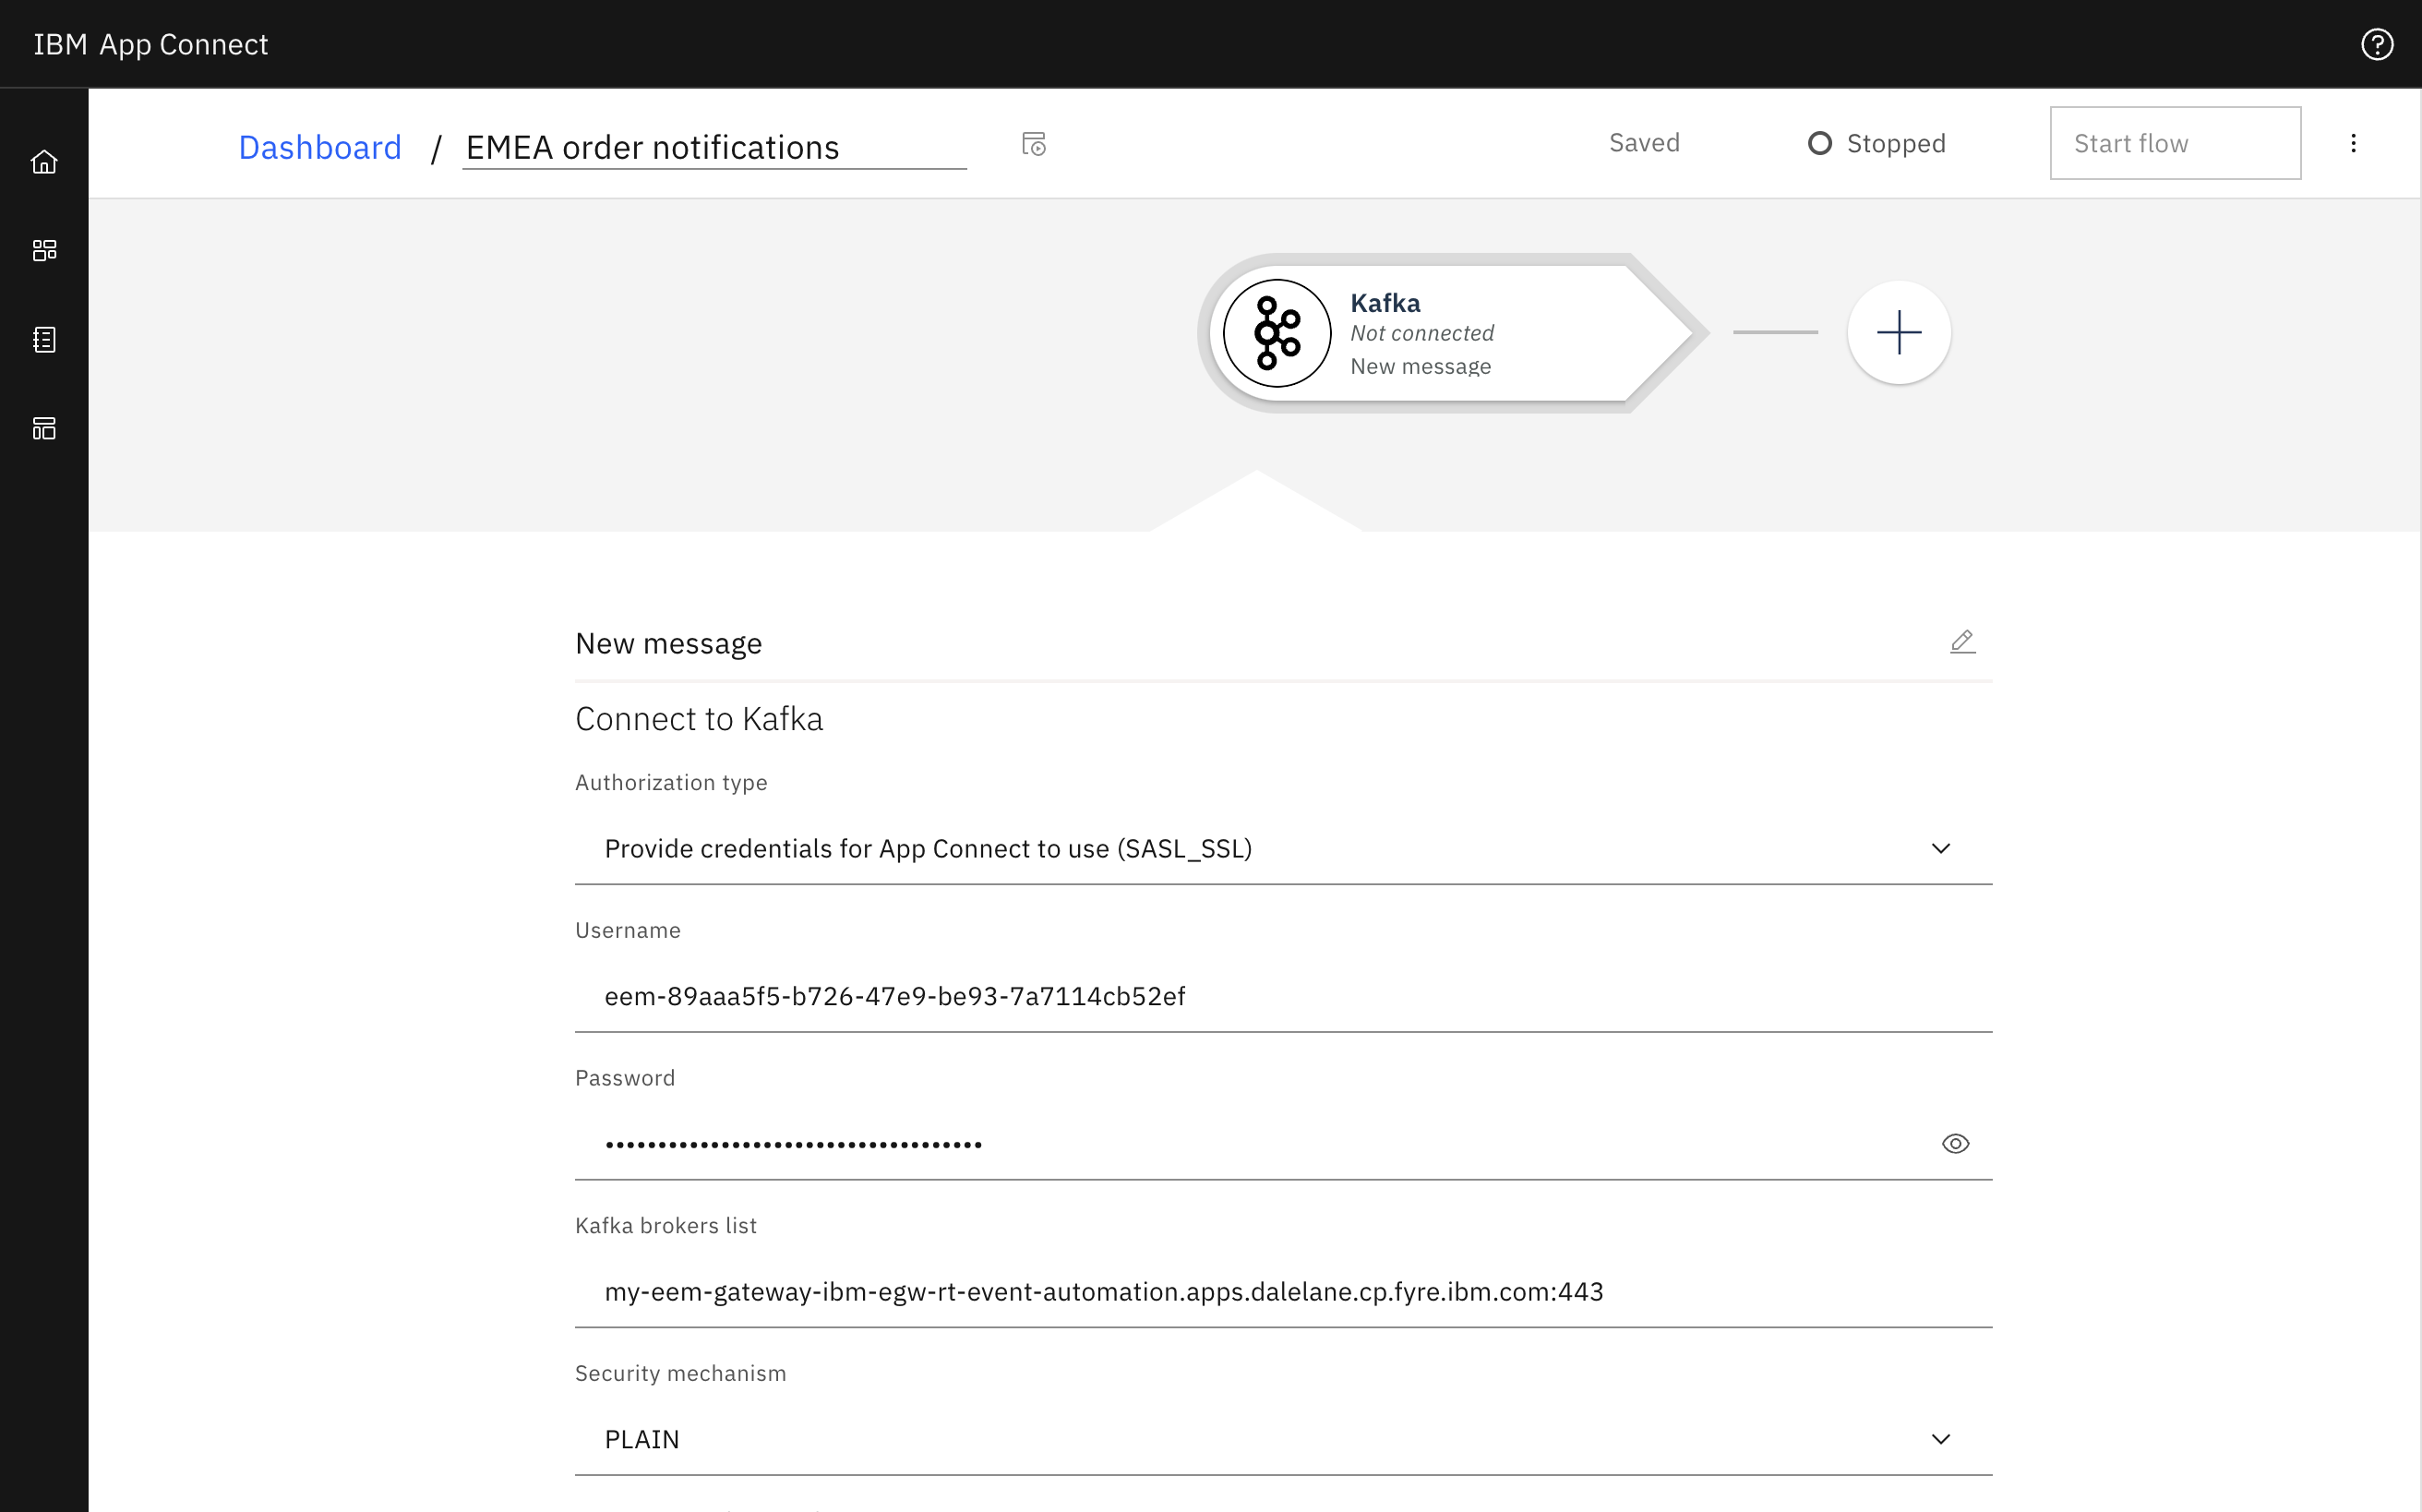 IBM App Connect
Dashboard / EMEA order notifications
Saved
Stopped
Start flow
Kafka
Not connected
New message
New message
Connect to Kafka
Authorization type
Provide credentials for App Connect to use (SASL_SSL)
Username
eem-89aaa5f5-b726-47e9-be93-7a7114cb52ef
Password
••••••••••••••••••••••••••••••••••••
Kafka brokers list
my-eem-gateway-ibm-egw-rt-event-automation.apps.dalelane.cp.fyre.ibm.com:443
Security mechanism
PLAIN